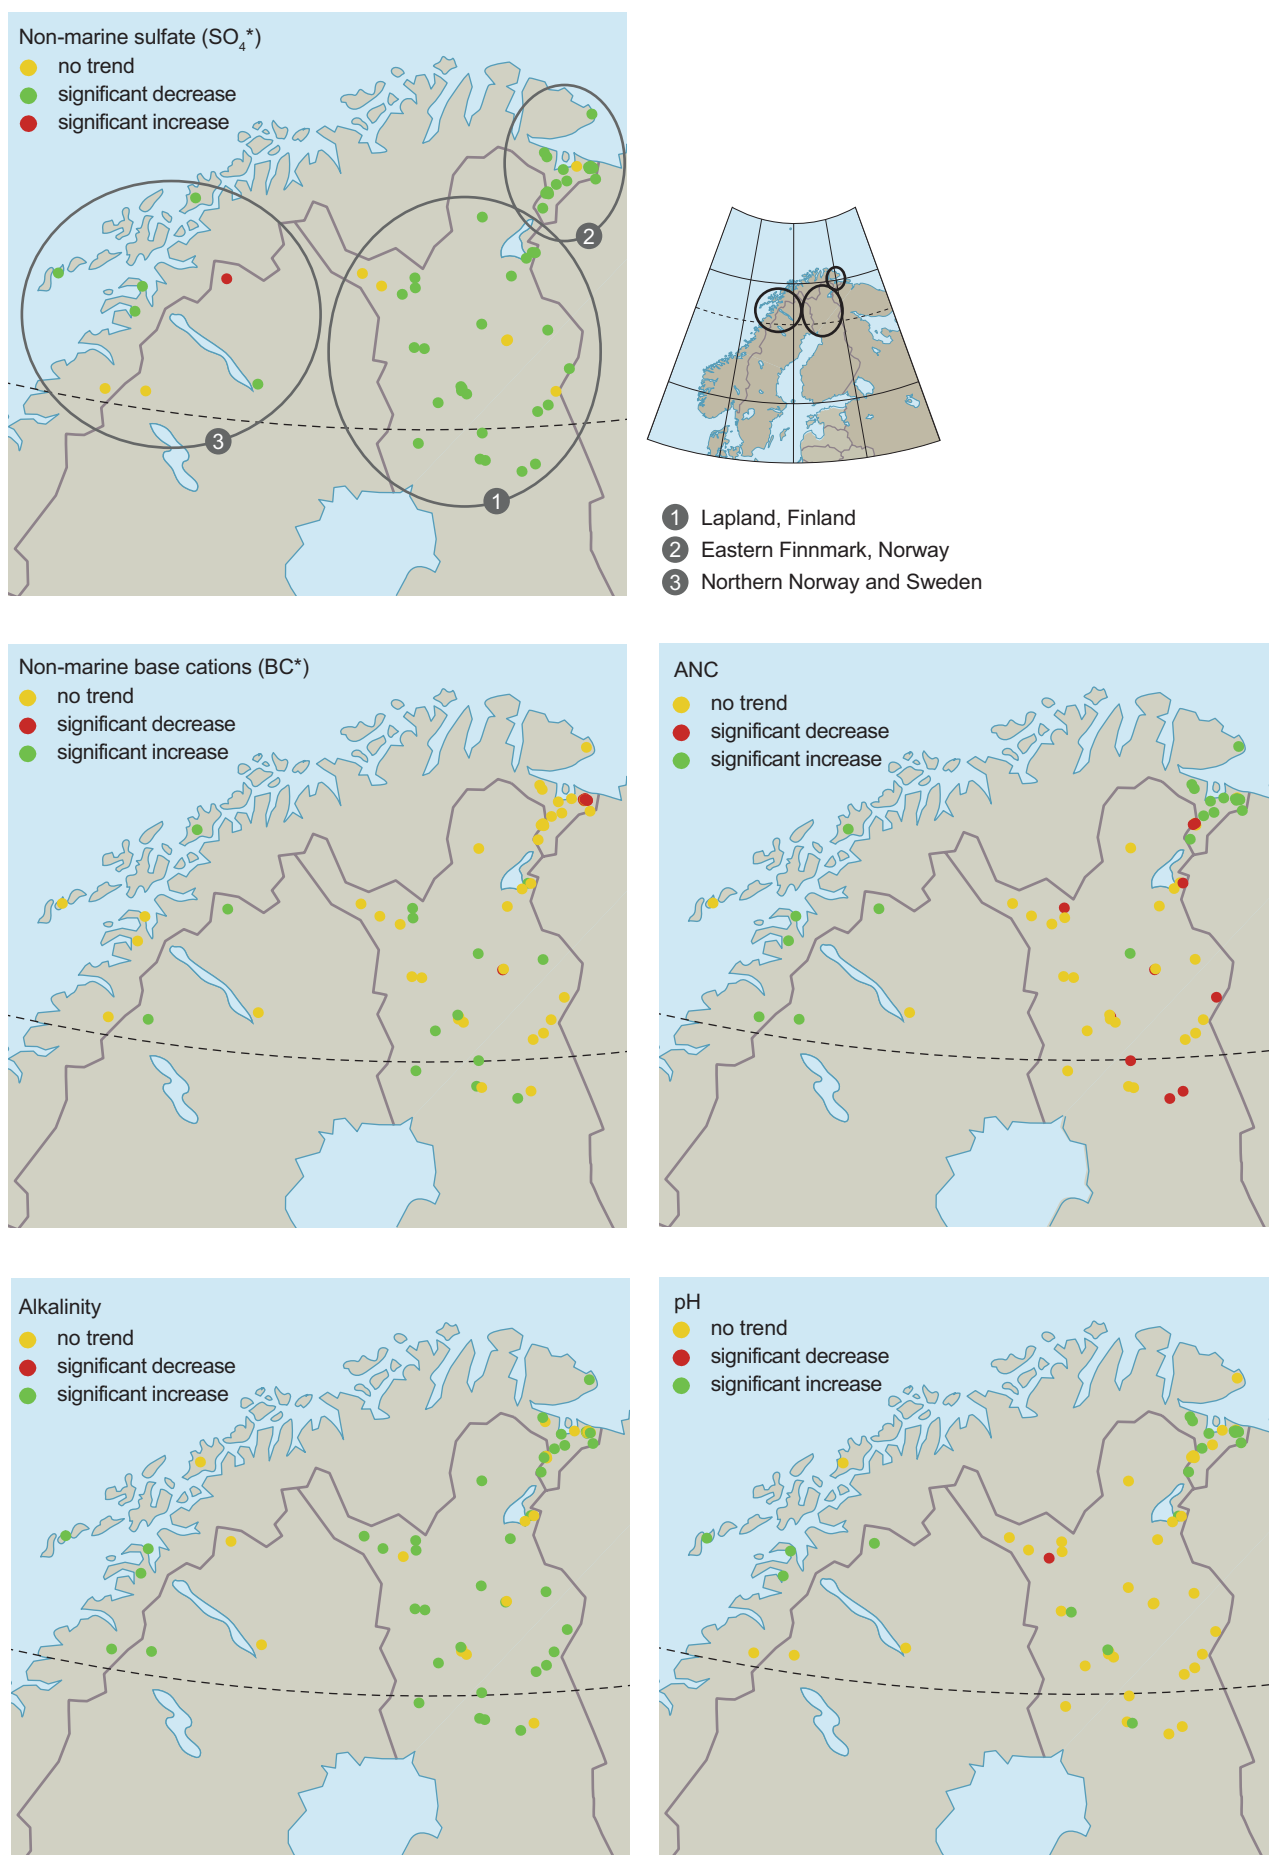 Non-marine sulfate (SO4*)
no trend
significant decrease
significant increase
2
3
1
1 Lapland, Finland
2 Eastern Finnmark, Norway
3 Northern Norway and Sweden
Non-marine base cations (BC*)
no trend
significant decrease
significant increase
ANC
no trend
significant decrease
significant increase
Alkalinity
no trend
significant decrease
significant increase
pH
no trend
significant decrease
significant increase